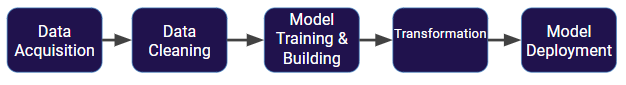 Data
Acquisition
Data
Cleaning
Model
Training &
Building
Transformation
Model
Deployment